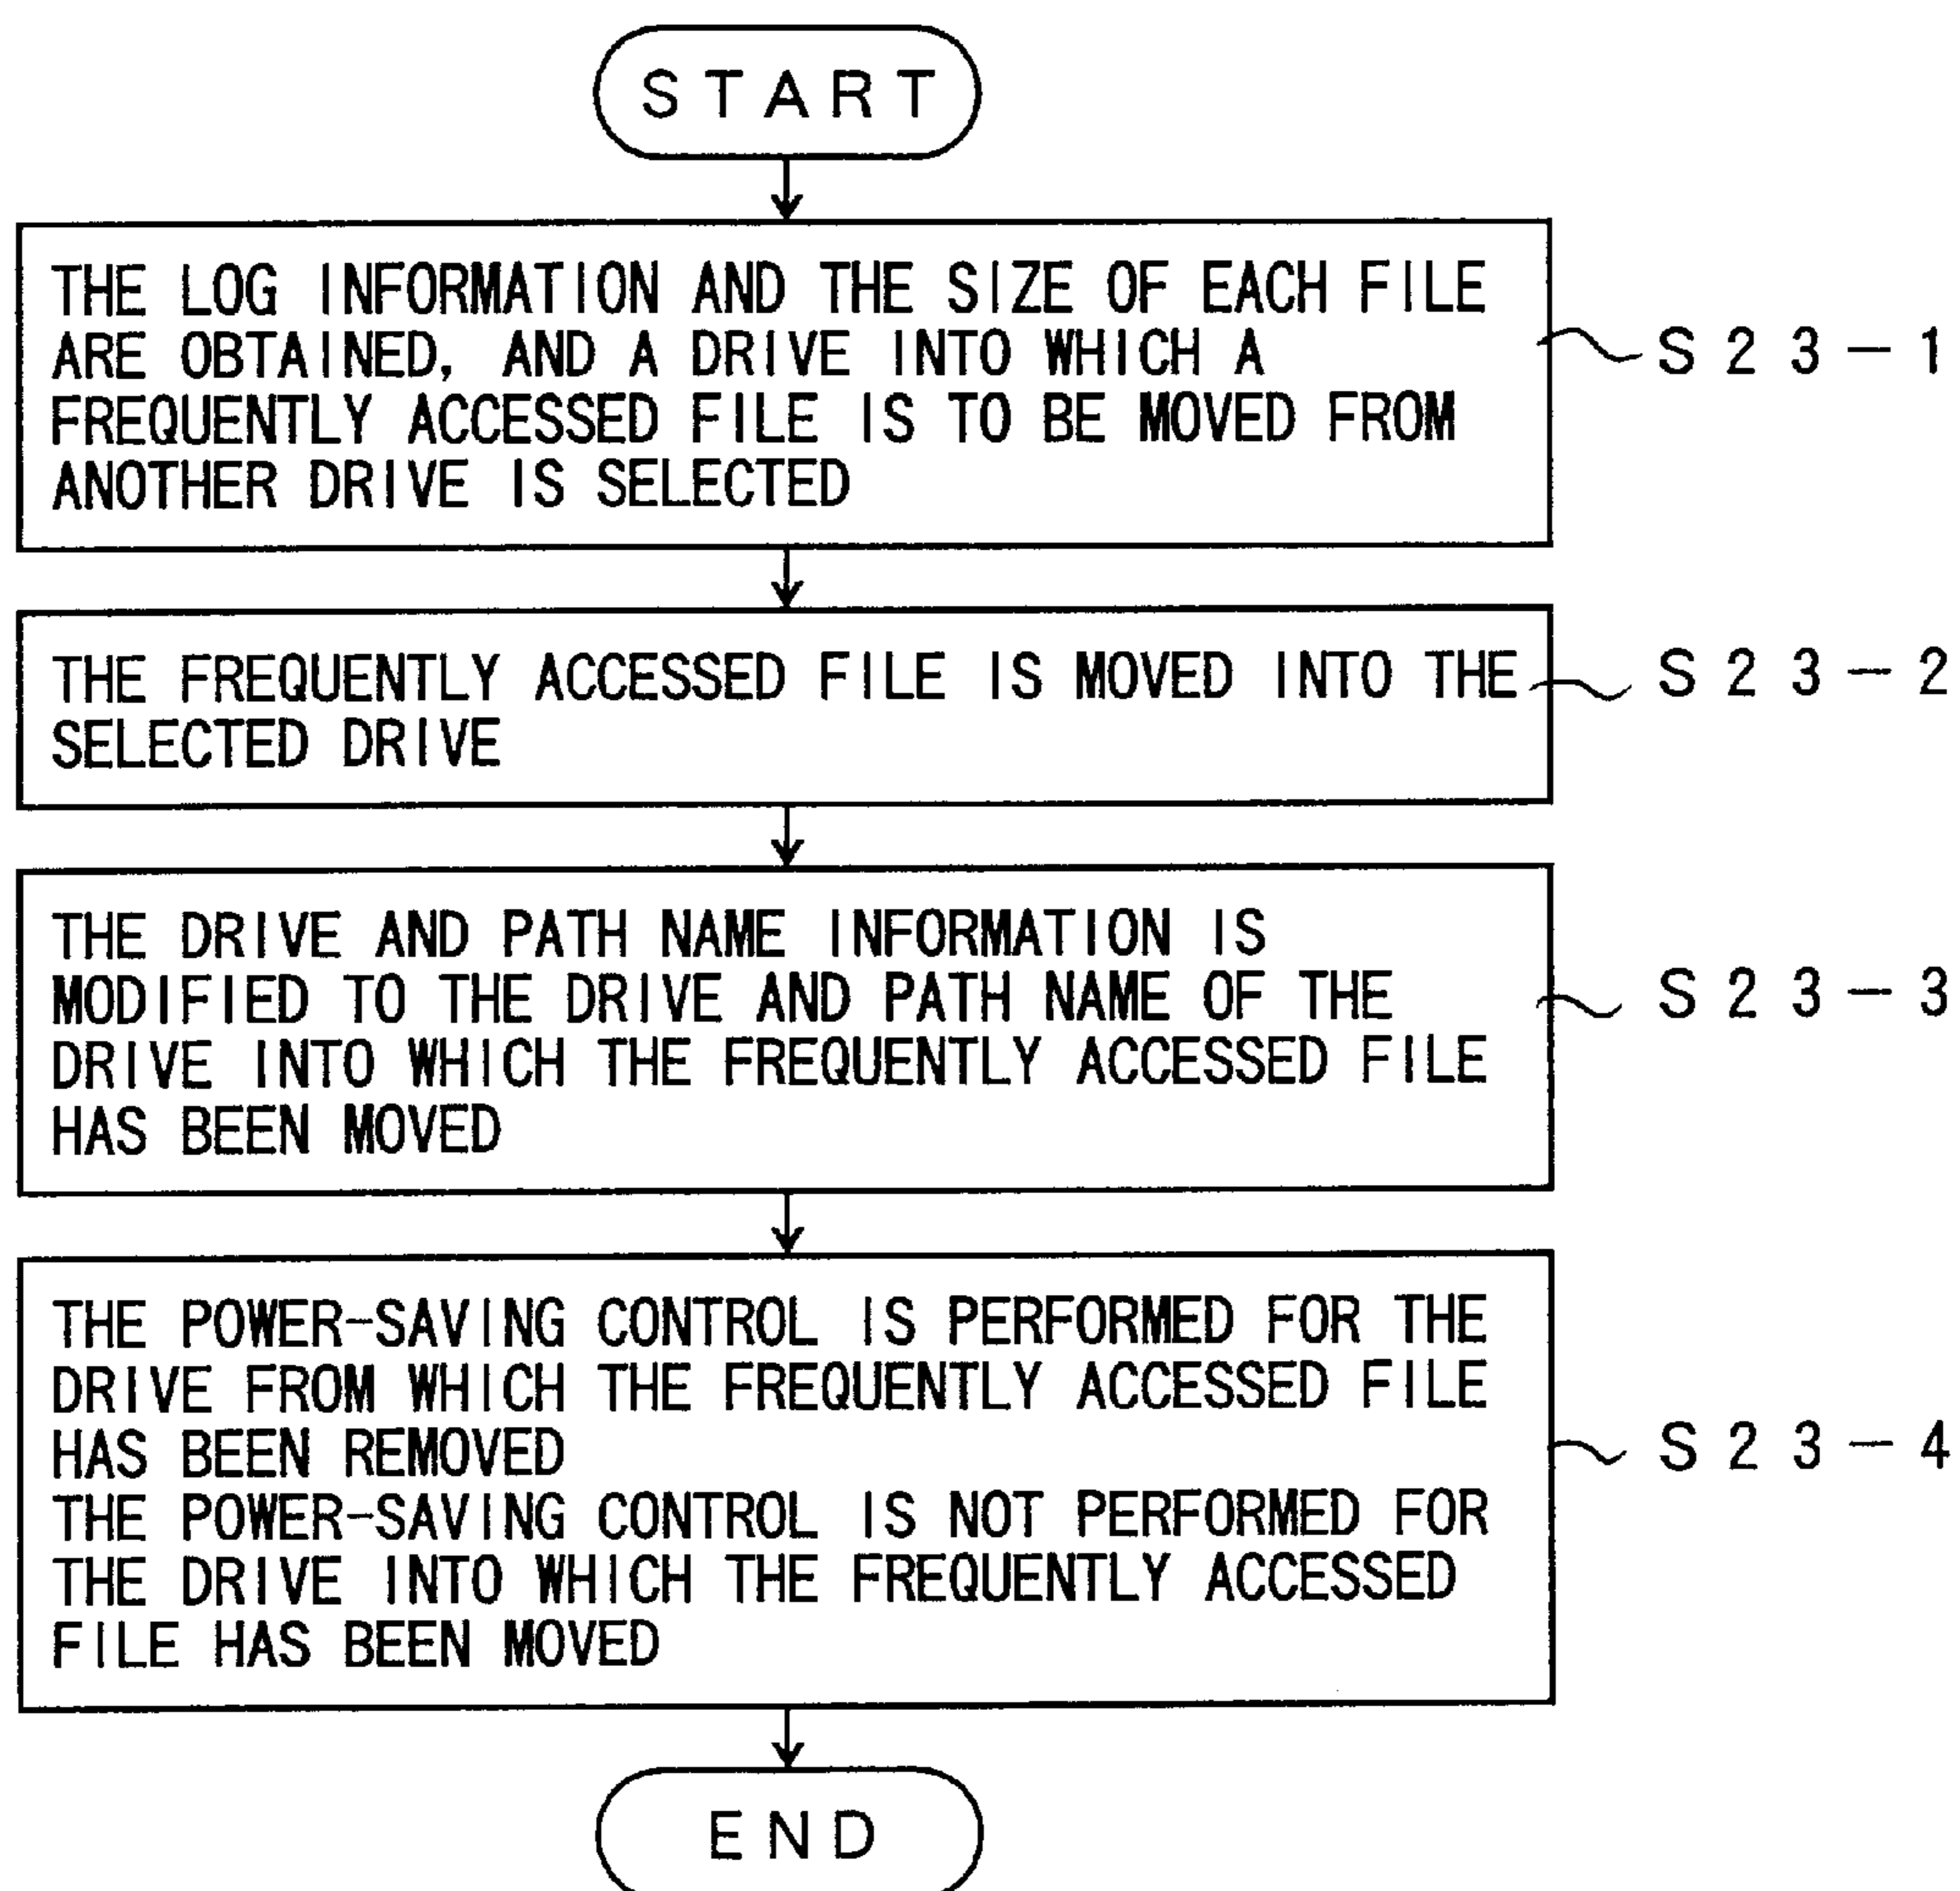 START
THE LOG INFORMATION AND THE SIZE OF EACH FILE
ARE OBTAINED, AND A DRIVE INTO WHICH A
FREQUENTLY ACCESSED FILE IS TO BE MOVED FROM
ANOTHER DRIVE IS SELECTED
S23-1
THE FREQUENTLY ACCESSED FILE IS MOVED INTO THE
SELECTED DRIVE
S23-2
THE DRIVE AND PATH NAME INFORMATION IS
MODIFIED TO THE DRIVE AND PATH NAME OF THE
DRIVE INTO WHICH THE FREQUENTLY ACCESSED FILE
HAS BEEN MOVED
S23-3
THE POWER-SAVING CONTROL IS PERFORMED FOR THE
DRIVE FROM WHICH THE FREQUENTLY ACCESSED FILE
HAS BEEN REMOVED
THE POWER-SAVING CONTROL IS NOT PERFORMED FOR
THE DRIVE INTO WHICH THE FREQUENTLY ACCESSED
FILE HAS BEEN MOVED
S23-4
END